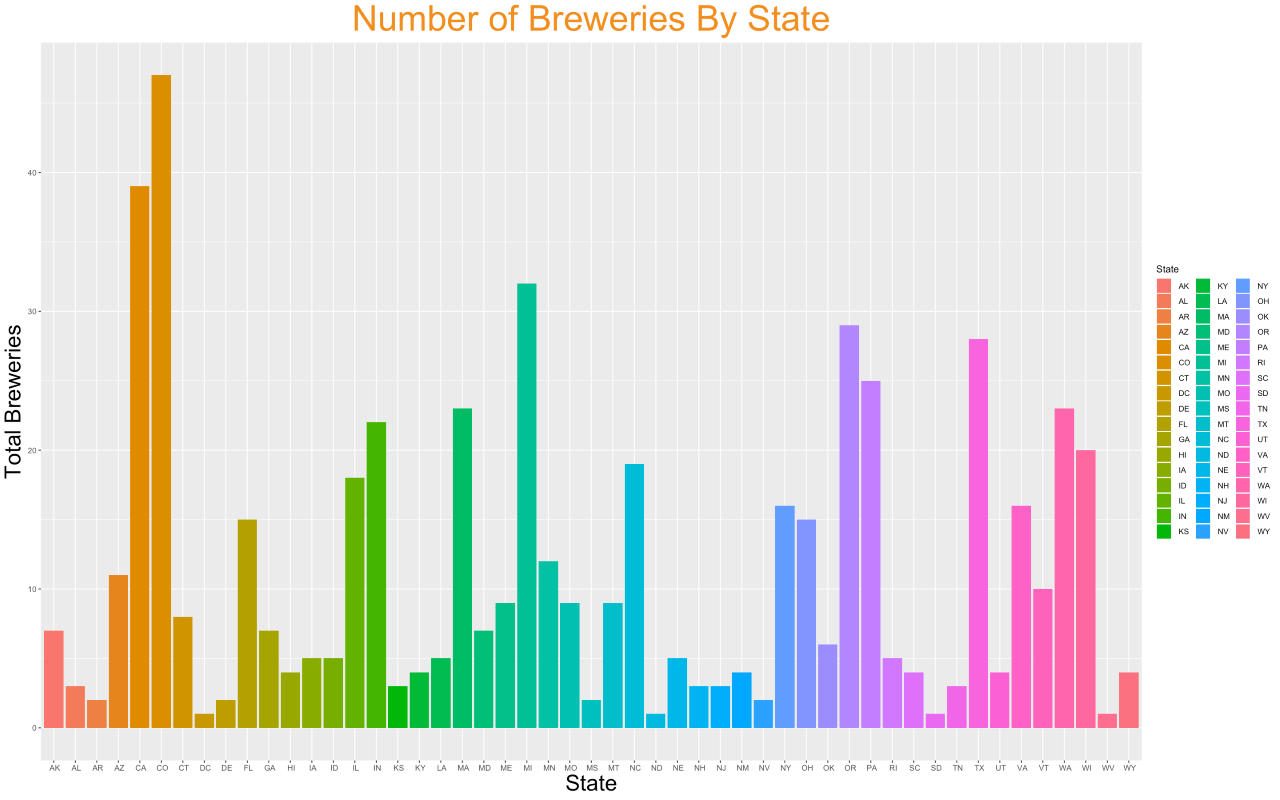 Number of Breweries By State
Total Breweries
40
30
20
10
0
AK AL AR AZ CA CO CT DC DE FL GA HI IA ID IL IN KS KY LA MA MD ME MI MN MO MS MT NC ND NE NH NJ NM NV NY OH OK OR PA RI SC SD TN TX UT VA VT WA WI WV WY
State
State
AK KY NY
AL LA OH
AR MA OK
AZ MD OR
CA ME PA
CO MI RI
CT MN SC
DC MO SD
DE MS TN
FL MT TX
GA NC UT
HI ND VA
IA NE VT
ID NH WA
IL NJ WI
IN NM WV
KS NV WY